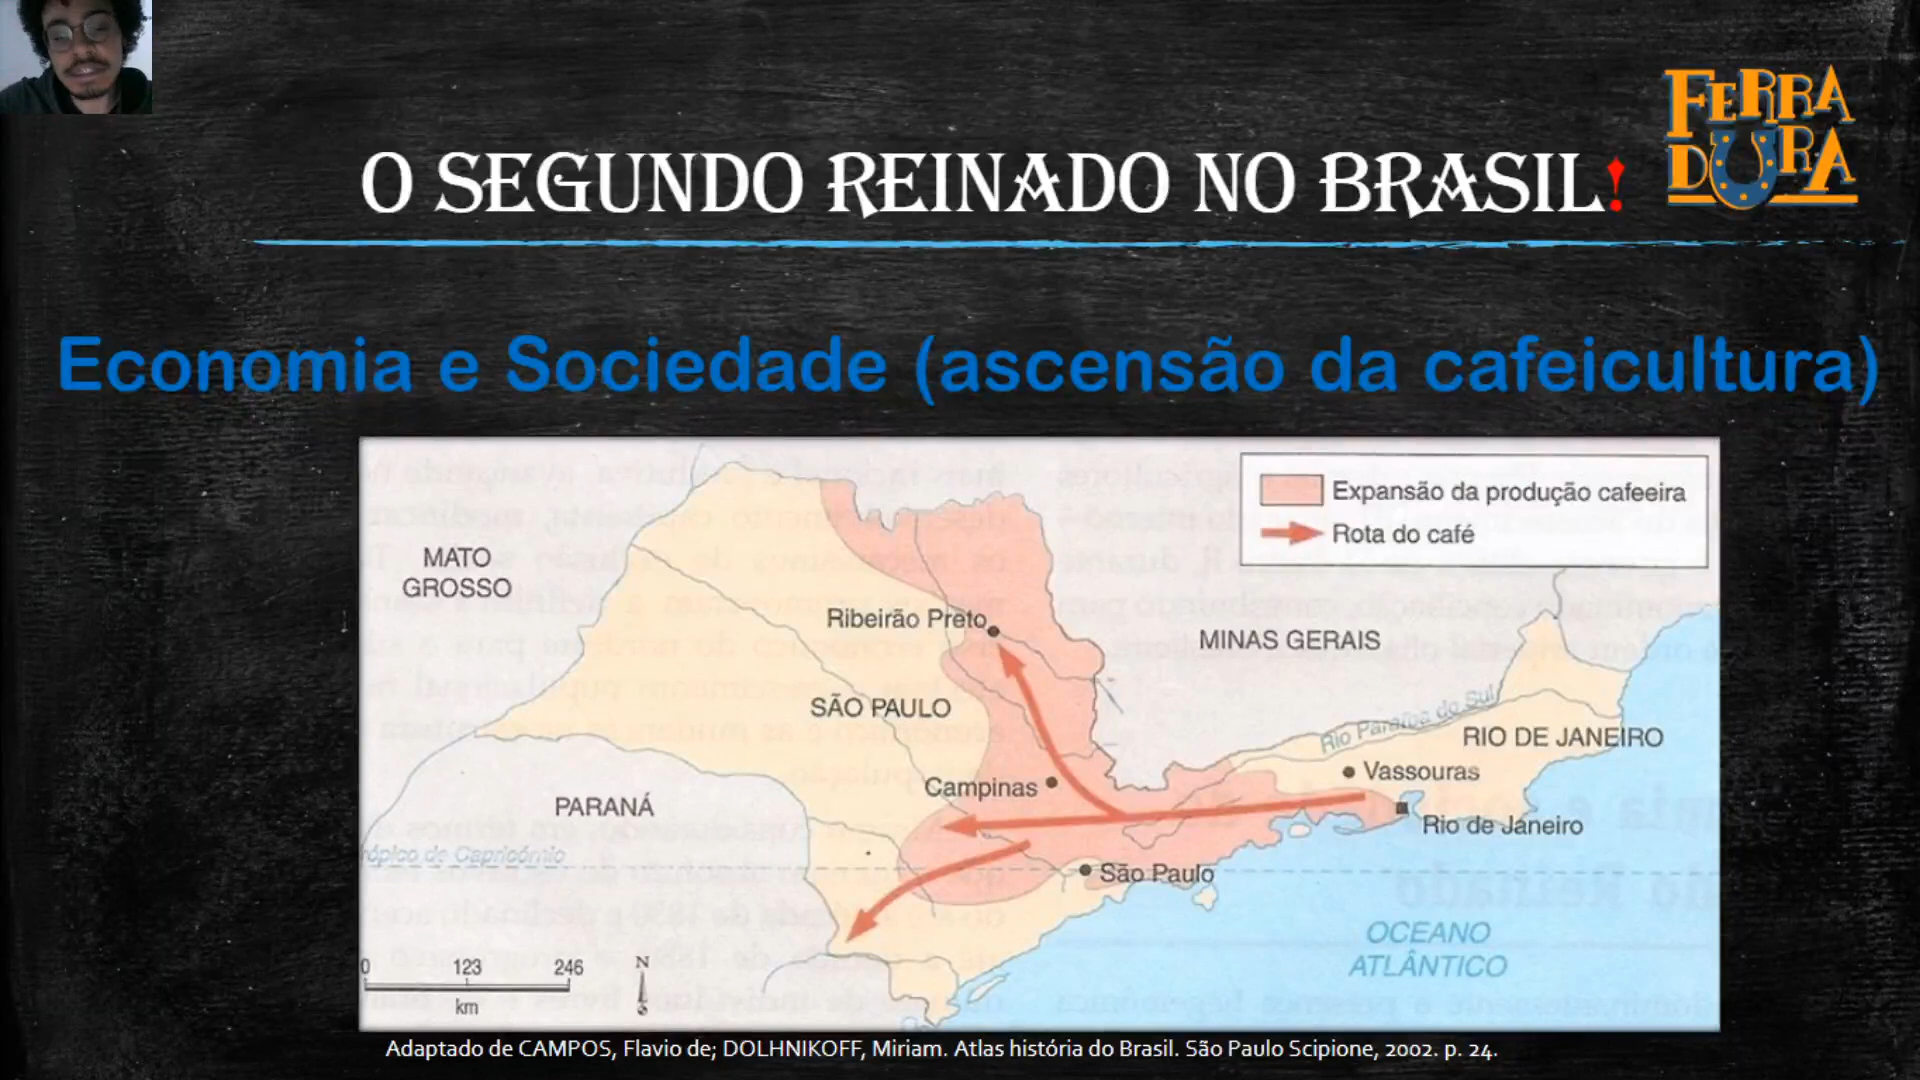 FERRA
DURA
O SEGUNDO REINADO NO BRASIL!
Economia e Sociedade (ascensão da cafeicultura)
Expansão da produção cafeeira
Rota do café
MATO
GROSSO
Ribeirão Preto
MINAS GERAIS
SÃO PAULO
Rio Paraíba do Sul
RIO DE JANEIRO
Vassouras
Campinas
PARANÁ
Rio de Janeiro
rópico de Capricórnio
São Paulo
OCEANO
ATLÂNTICO
0 123 246
km
N
Adaptado de CAMPOS, Flavio de; DOLHNIKOFF, Miriam. Atlas história do Brasil. São Paulo Scipione, 2002. p. 24.